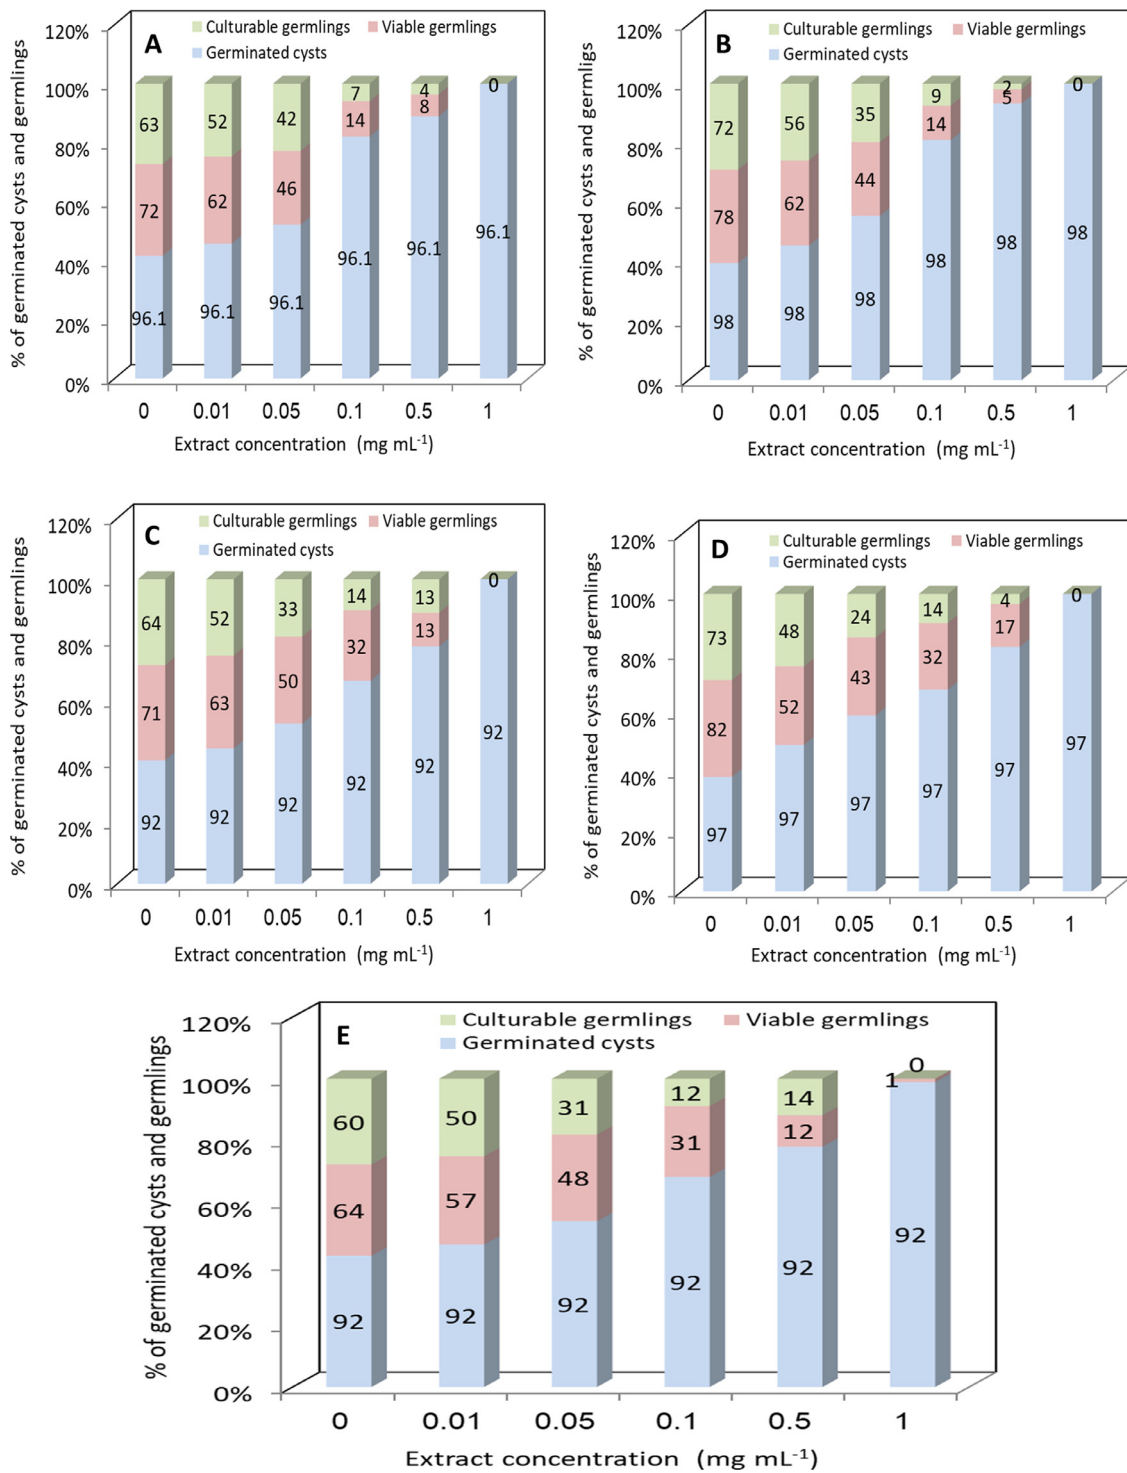 A
Culturable germlings Viable germlings
Germinated cysts
% of germinated cysts and germlings
120%
100%
80%
60%
40%
20%
0%
63 52 42 7 4 0
72 62 46 14 8
96.1 96.1 96.1 96.1 96.1 96.1
0 0.01 0.05 0.1 0.5 1
Extract concentration (mg mL⁻¹)
B
Culturable germlings Viable germlings
Germinated cysts
% of germinated cysts and germligs
120%
100%
80%
60%
40%
20%
0%
72 56 35 9 2 0
78 62 44 14 5
98 98 98 98 98 98
0 0.01 0.05 0.1 0.5 1
Extract concentration (mg mL⁻¹)
C
Culturable germlings Viable germlings
Germinated cysts
% of germinated cysts and germlings
120%
100%
80%
60%
40%
20%
0%
64 52 33 14 13 0
71 63 50 32 13
92 92 92 92 92 92
0 0.01 0.05 0.1 0.5 1
Extract concentration (mg mL⁻¹)
D
Culturable germlings Viable germlings
Germinated cysts
% of germinated cysts and germlings
120%
100%
80%
60%
40%
20%
0%
73 48 24 14 4 0
82 52 43 32 17
97 97 97 97 97 97
0 0.01 0.05 0.1 0.5 1
Extract concentration (mg mL⁻¹)
E
Culturable germlings Viable germlings
Germinated cysts
% of germinated cysts and germlings
120%
100%
80%
60%
40%
20%
0%
60 50 31 12 14 0
64 57 48 31 12 1
92 92 92 92 92 92
0 0.01 0.05 0.1 0.5 1
Extract concentration (mg mL⁻¹)